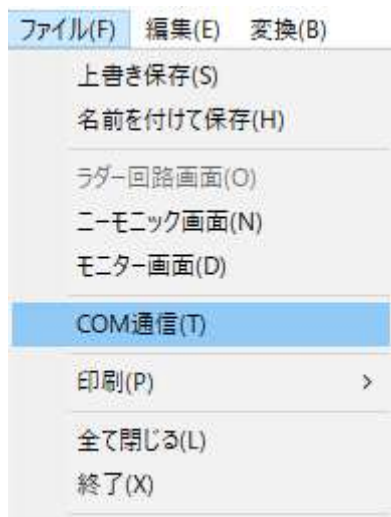 ファイル(F) 編集(E) 変換(B)
上書き保存(S)
名前を付けて保存(H)
ラダー回路画面(O)
ニーモニック画面(N)
モニター画面(D)
COM通信(T)
印刷(P) >
全て閉じる(L)
終了(X)